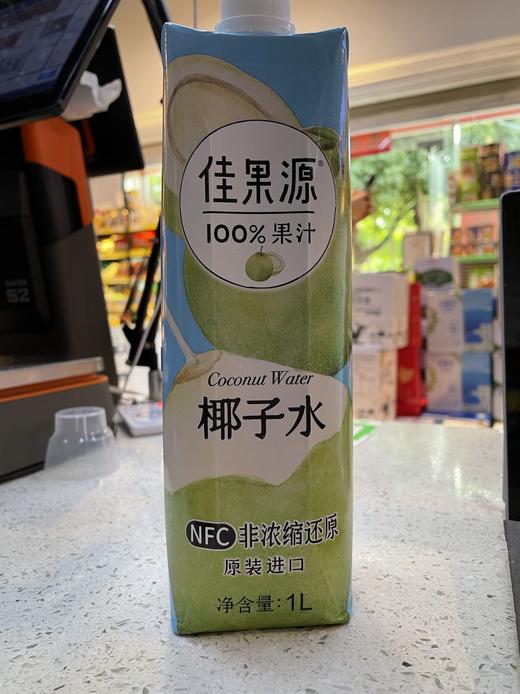 佳果源®
100%果汁
Coconut Water
椰子水
NFC 非浓缩还原
原装进口
净含量: 1L
S2